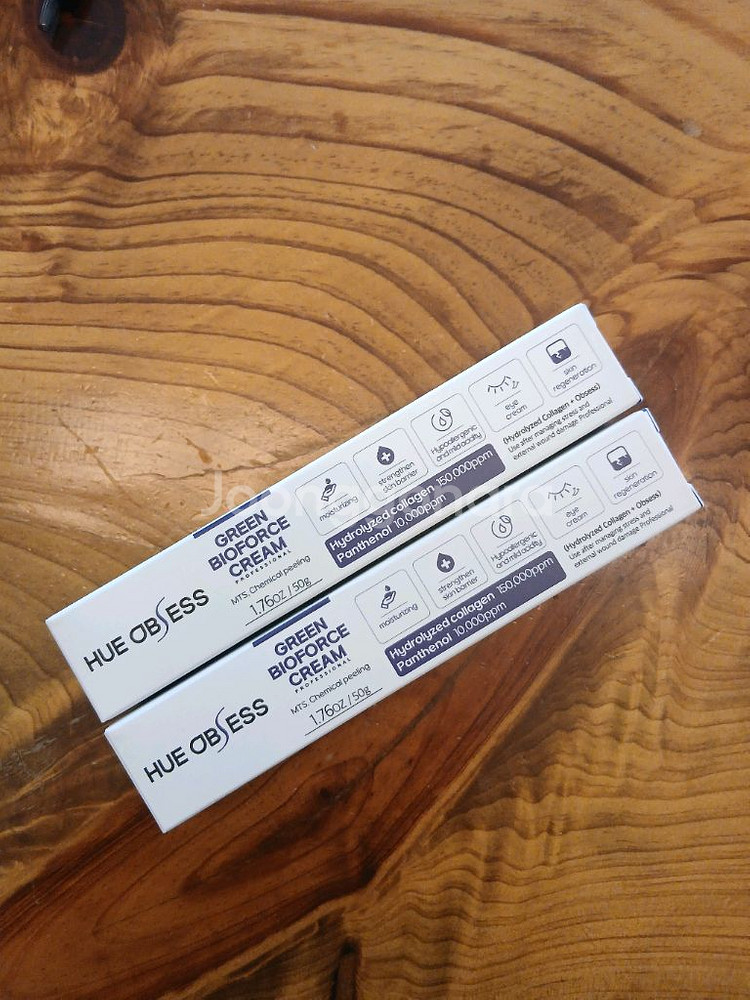 HUE OBSESS
GREEN
BIOFORCE
CREAM
PROFESSIONAL
MTS, Chemical peeling
1.76oz / 50g
moisturizing
strengthen
skin barrier
Hypoallergenic
and mild acidity
eye
cream
skin
regeneration
Hydrolyzed collagen 150,000ppm
Panthenol 10,000ppm
(Hydrolyzed Collagen + Obsess)
Use after managing stress and
external wound damage Professional
HUE OBSESS
GREEN
BIOFORCE
CREAM
PROFESSIONAL
MTS, Chemical peeling
1.76oz / 50g
moisturizing
strengthen
skin barrier
Hypoallergenic
and mild acidity
eye
cream
skin
regeneration
Hydrolyzed collagen 150,000ppm
Panthenol 10,000ppm
(Hydrolyzed Collagen + Obsess)
Use after managing stress and
external wound damage Professional
Joonggonara